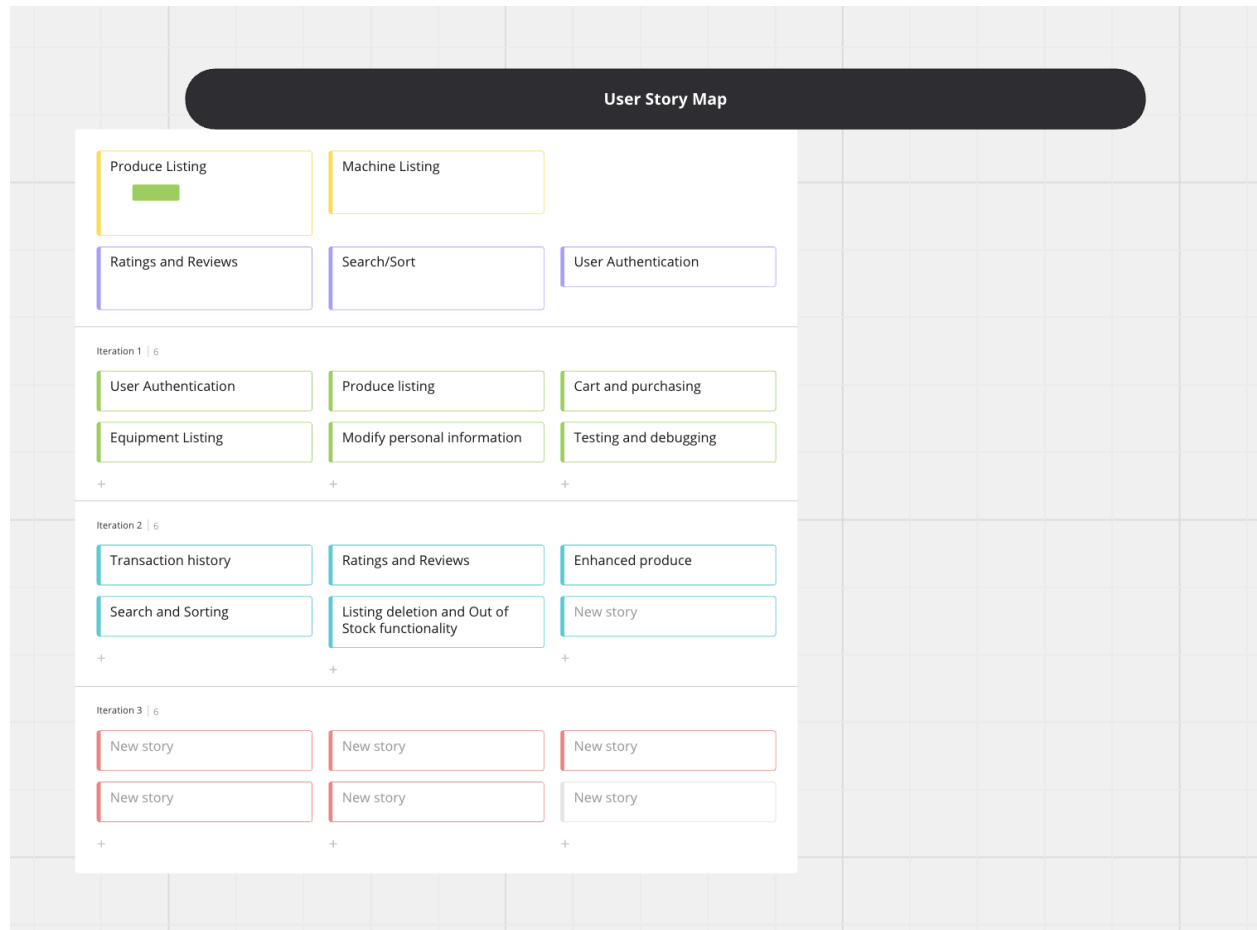 User Story Map
Produce Listing
Machine Listing
Ratings and Reviews
Search/Sort
User Authentication
Iteration 1 | 6
User Authentication
Produce listing
Cart and purchasing
Equipment Listing
Modify personal information
Testing and debugging
+
+
+
Iteration 2 | 6
Transaction history
Ratings and Reviews
Enhanced produce
Search and Sorting
Listing deletion and Out of
Stock functionality
New story
+
+
+
Iteration 3 | 6
New story
New story
New story
New story
New story
New story
+
+
+